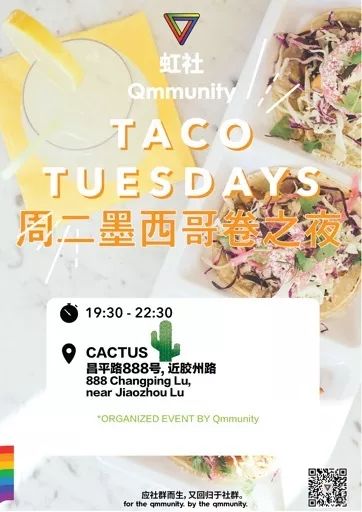 虹社
Qmmunity
TACO
TUESDAYS
周二墨西哥卷之夜
19:30 - 22:30
CACTUS
昌平路888号, 近胶州路
888 Changping Lu,
near Jiaozhou Lu
*ORGANIZED EVENT BY Qmmunity
应社群而生，又回归于社群。
for the qmmunity. by the qmmunity.